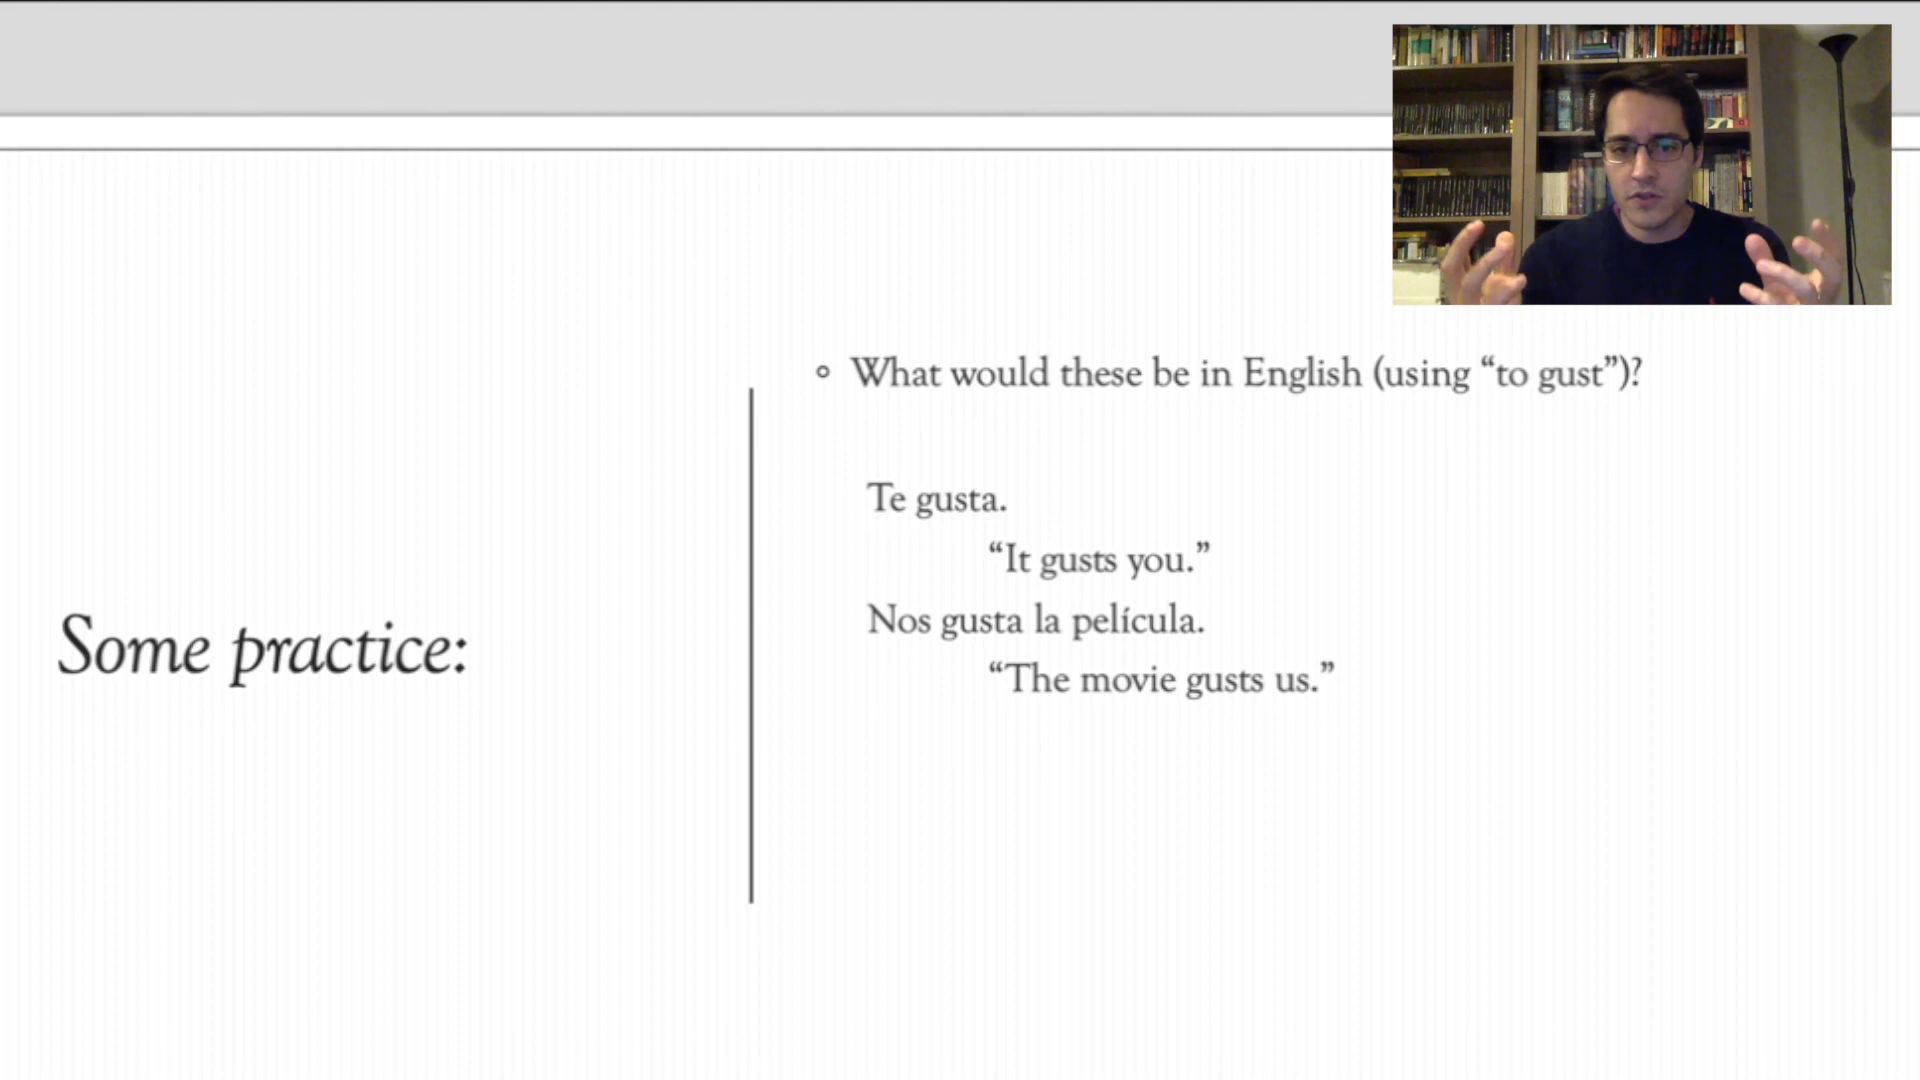 Some practice:
What would these be in English (using “to gust”)?
Te gusta.
“It gusts you.”
Nos gusta la película.
“The movie gusts us.”